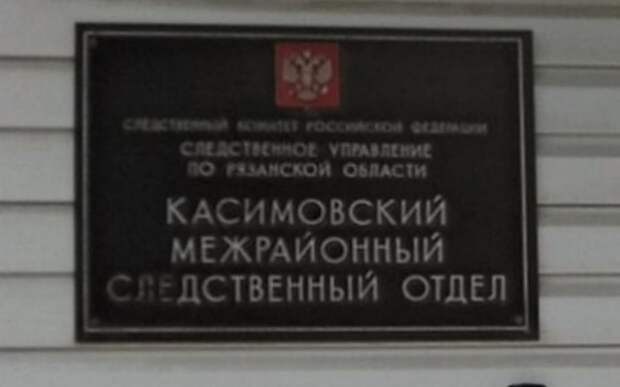 СЛЕДСТВЕННЫЙ КОМИТЕТ РОССИЙСКОЙ ФЕДЕРАЦИИ
СЛЕДСТВЕННОЕ УПРАВЛЕНИЕ
ПО РЯЗАНСКОЙ ОБЛАСТИ
КАСИМОВСКИЙ
МЕЖРАЙОННЫЙ
СЛЕДСТВЕННЫЙ ОТДЕЛ